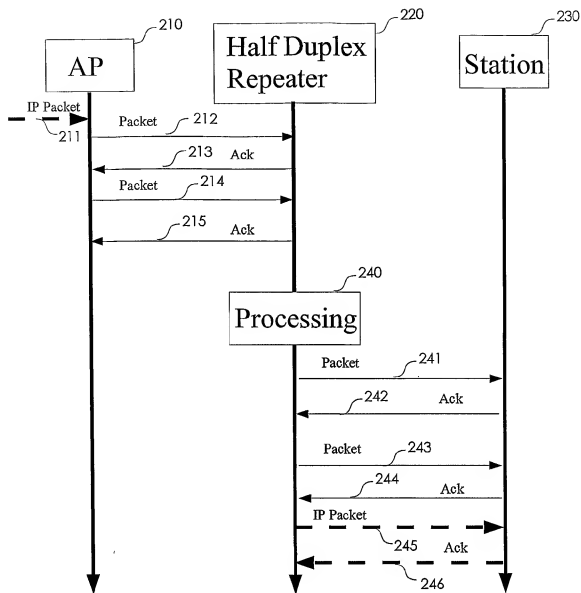 210
AP
220
Half Duplex
Repeater
230
Station
IP Packet
211
Packet
212
213
Ack
Packet
214
215
Ack
240
Processing
Packet
241
242
Ack
Packet
243
244
Ack
IP Packet
245
Ack
246